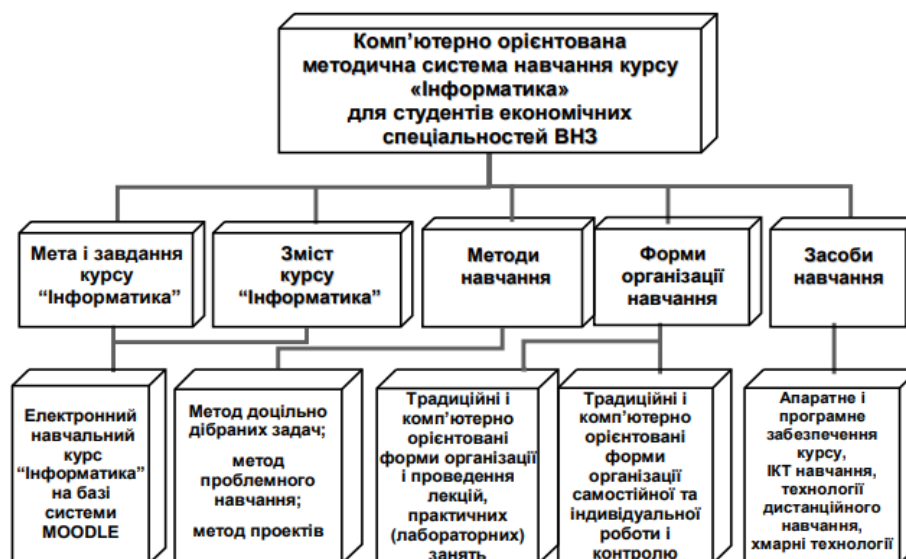 Комп’ютерно орієнтована
методична система навчання курсу
«Інформатика»
для студентів економічних
спеціальностей ВНЗ
Мета і завдання
курсу
“Інформатика”
Зміст
курсу
“Інформатика”
Методи
навчання
Форми
організації
навчання
Засоби
навчання
Електронний
навчальний
курс
“Інформатика”
на базі
системи
MOODLE
Метод доцільно
дібраних задач;
метод
проблемного
навчання;
метод проектів
Традиційні і
комп’ютерно
орієнтовані
форми організації
і проведення
лекцій,
практичних
(лабораторних)
занять
Традиційні і
комп’ютерно
орієнтовані
форми
організації
самостійної та
індивідуальної
роботи і
контролю
Апаратне і
програмне
забезпечення
курсу,
ІКТ навчання,
технології
дистанційного
навчання,
хмарні технології